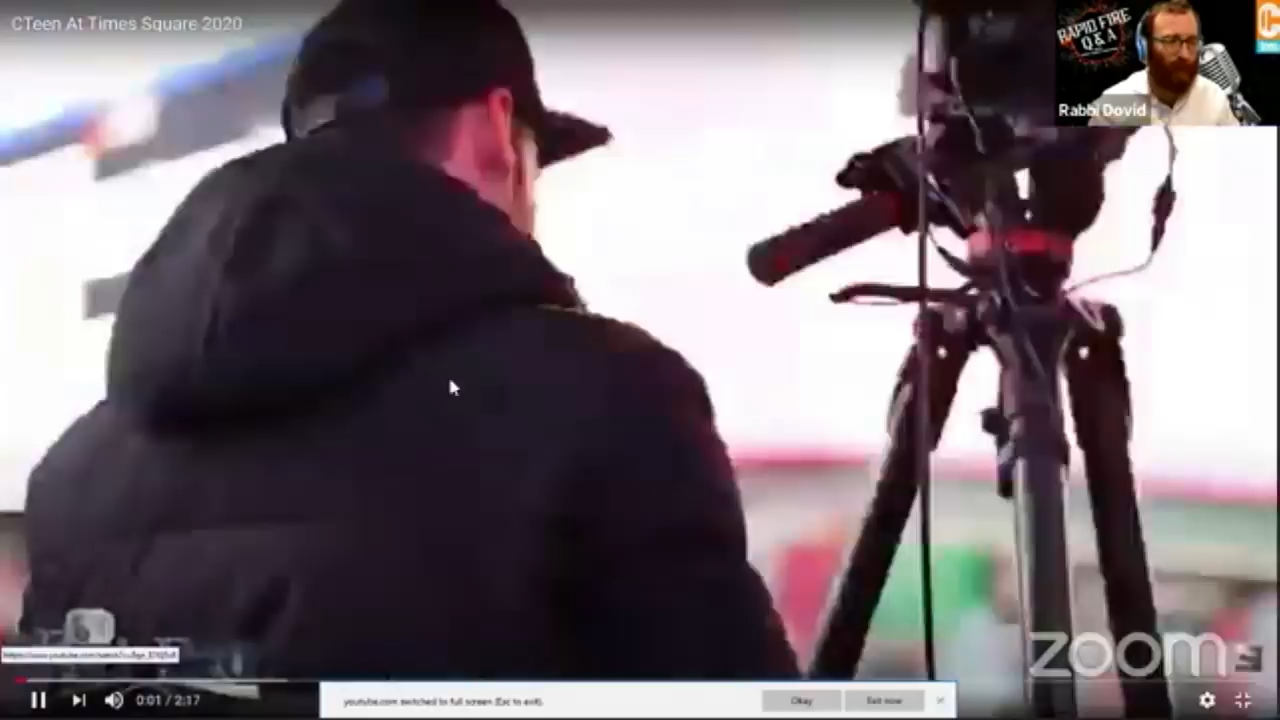 CTeen At Times Square 2020
RAPID FIRE
Q & A
Rabbi Dovid
zoom
0:01 / 2:17
youtube.com switched to full screen (Esc to exit).
Okay
Exit now